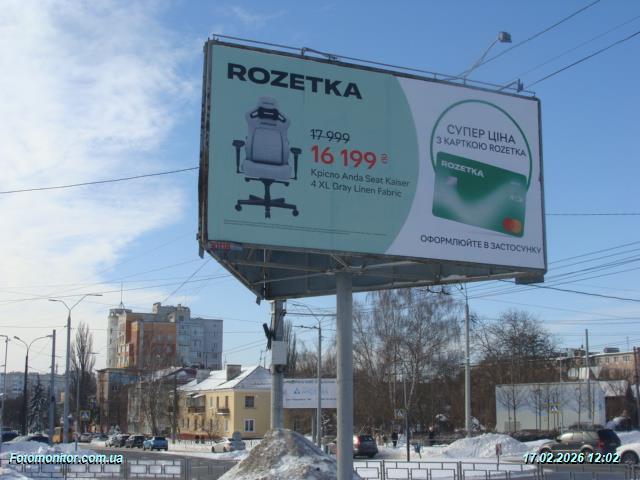 ROZETKA
17 999
16 199 ₴
Крісло Anda Seat Kaiser
4 XL Gray Linen Fabric
СУПЕР ЦІНА
З КАРТКОЮ ROZETKA
ROZETKA
ОФОРМЛЮЙТЕ В ЗАСТОСУНКУ
Fotomonitor.com.ua
17.02.2026 12:02